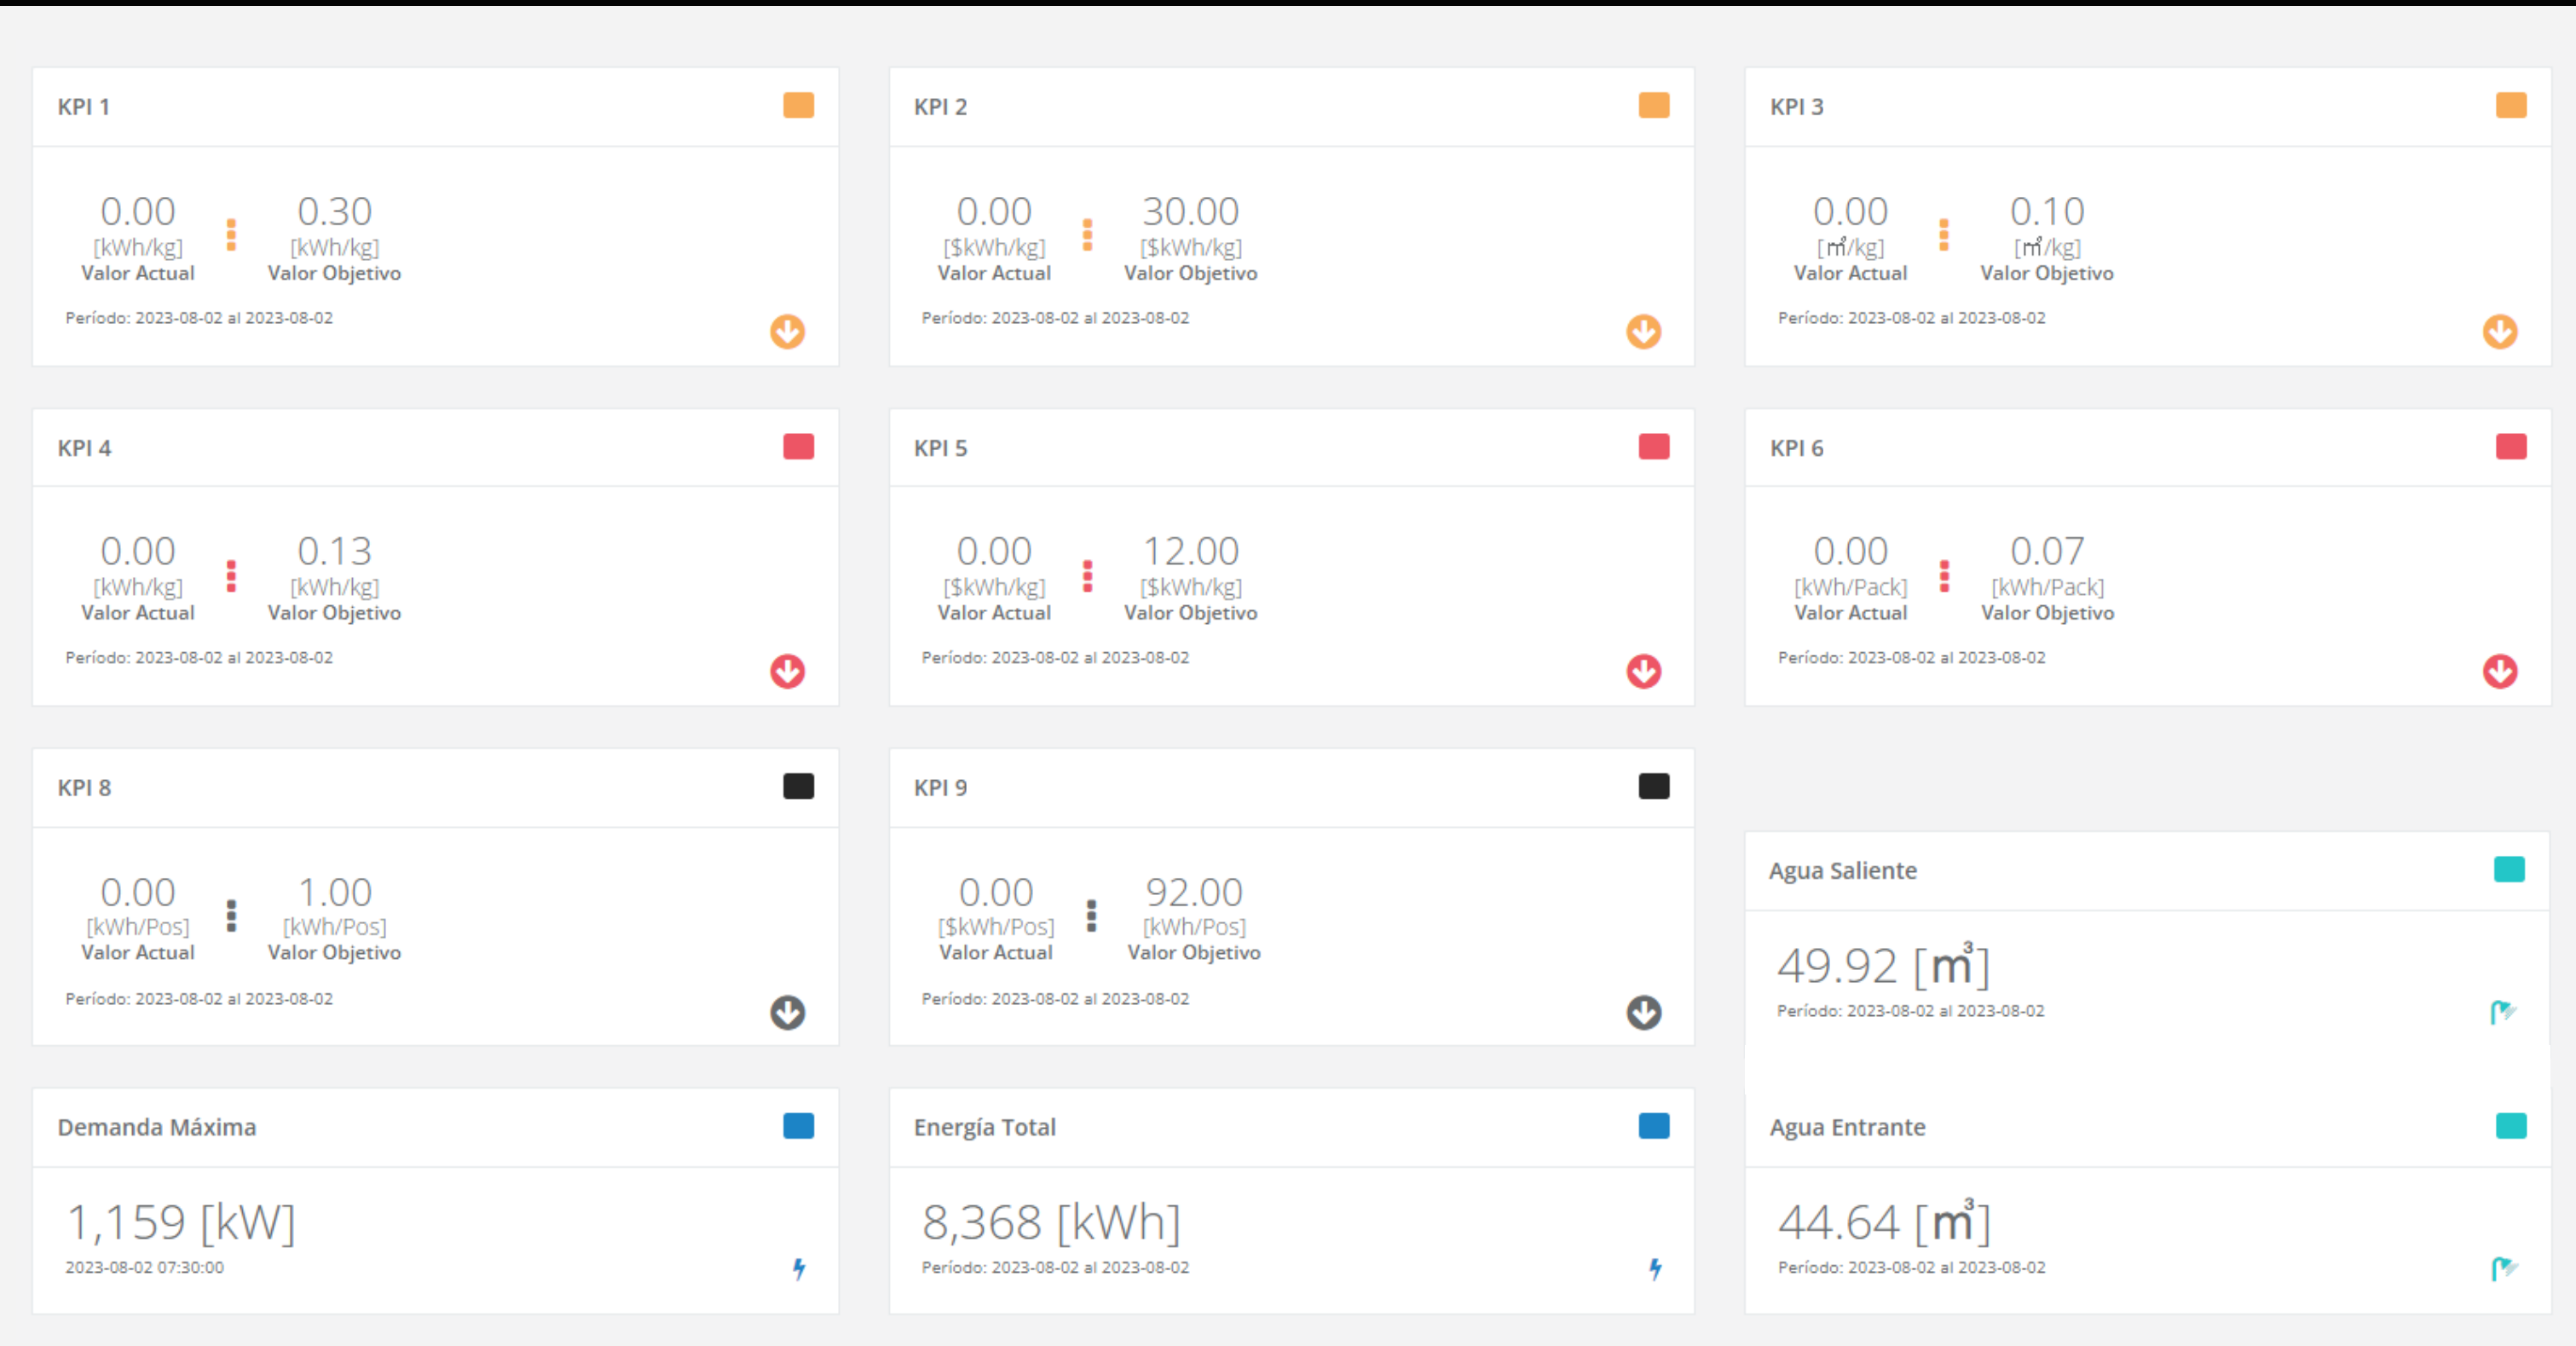 KPI 1
0.00
[kWh/kg]
Valor Actual
0.30
[kWh/kg]
Valor Objetivo
Período: 2023-08-02 al 2023-08-02
KPI 2
0.00
[$kWh/kg]
Valor Actual
30.00
[$kWh/kg]
Valor Objetivo
Período: 2023-08-02 al 2023-08-02
KPI 3
0.00
[m³/kg]
Valor Actual
0.10
[m³/kg]
Valor Objetivo
Período: 2023-08-02 al 2023-08-02
KPI 4
0.00
[kWh/kg]
Valor Actual
0.13
[kWh/kg]
Valor Objetivo
Período: 2023-08-02 al 2023-08-02
KPI 5
0.00
[$kWh/kg]
Valor Actual
12.00
[$kWh/kg]
Valor Objetivo
Período: 2023-08-02 al 2023-08-02
KPI 6
0.00
[kWh/Pack]
Valor Actual
0.07
[kWh/Pack]
Valor Objetivo
Período: 2023-08-02 al 2023-08-02
KPI 8
0.00
[kWh/Pos]
Valor Actual
1.00
[kWh/Pos]
Valor Objetivo
Período: 2023-08-02 al 2023-08-02
KPI 9
0.00
[$kWh/Pos]
Valor Actual
92.00
[kWh/Pos]
Valor Objetivo
Período: 2023-08-02 al 2023-08-02
Agua Saliente
49.92 [m³]
Período: 2023-08-02 al 2023-08-02
Demanda Máxima
1,159 [kW]
2023-08-02 07:30:00
Energía Total
8,368 [kWh]
Período: 2023-08-02 al 2023-08-02
Agua Entrante
44.64 [m³]
Período: 2023-08-02 al 2023-08-02